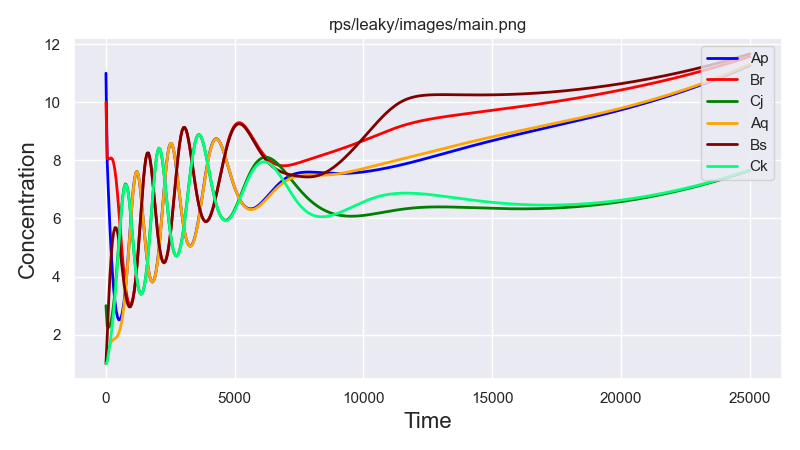 rps/leaky/images/main.png
12
10
8
6
4
2
Concentration
0
5000
10000
15000
20000
25000
Time
Ap
Br
Cj
Aq
Bs
Ck